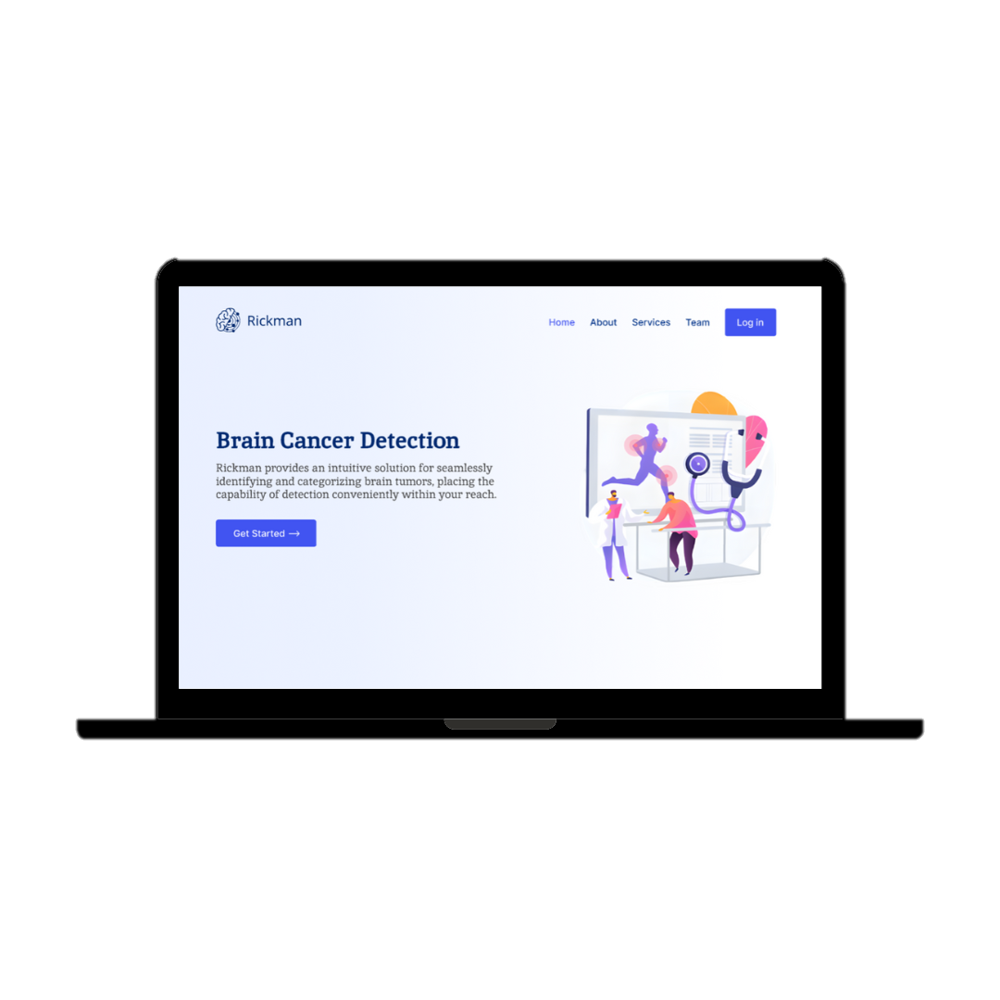 Rickman
Home About Services Team Log in
Brain Cancer Detection
Rickman provides an intuitive solution for seamlessly
identifying and categorizing brain tumors, placing the
capability of detection conveniently within your reach.
Get Started →